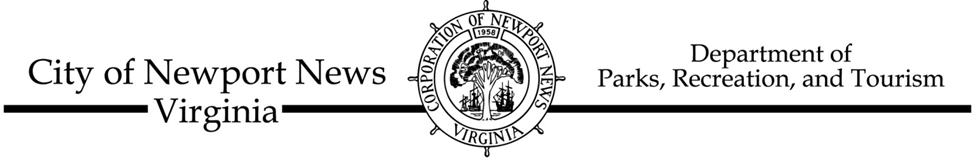 City of Newport News
Virginia
CORPORATION OF NEWPORT NEWS
1958
VIRGINIA
Department of
Parks, Recreation, and Tourism